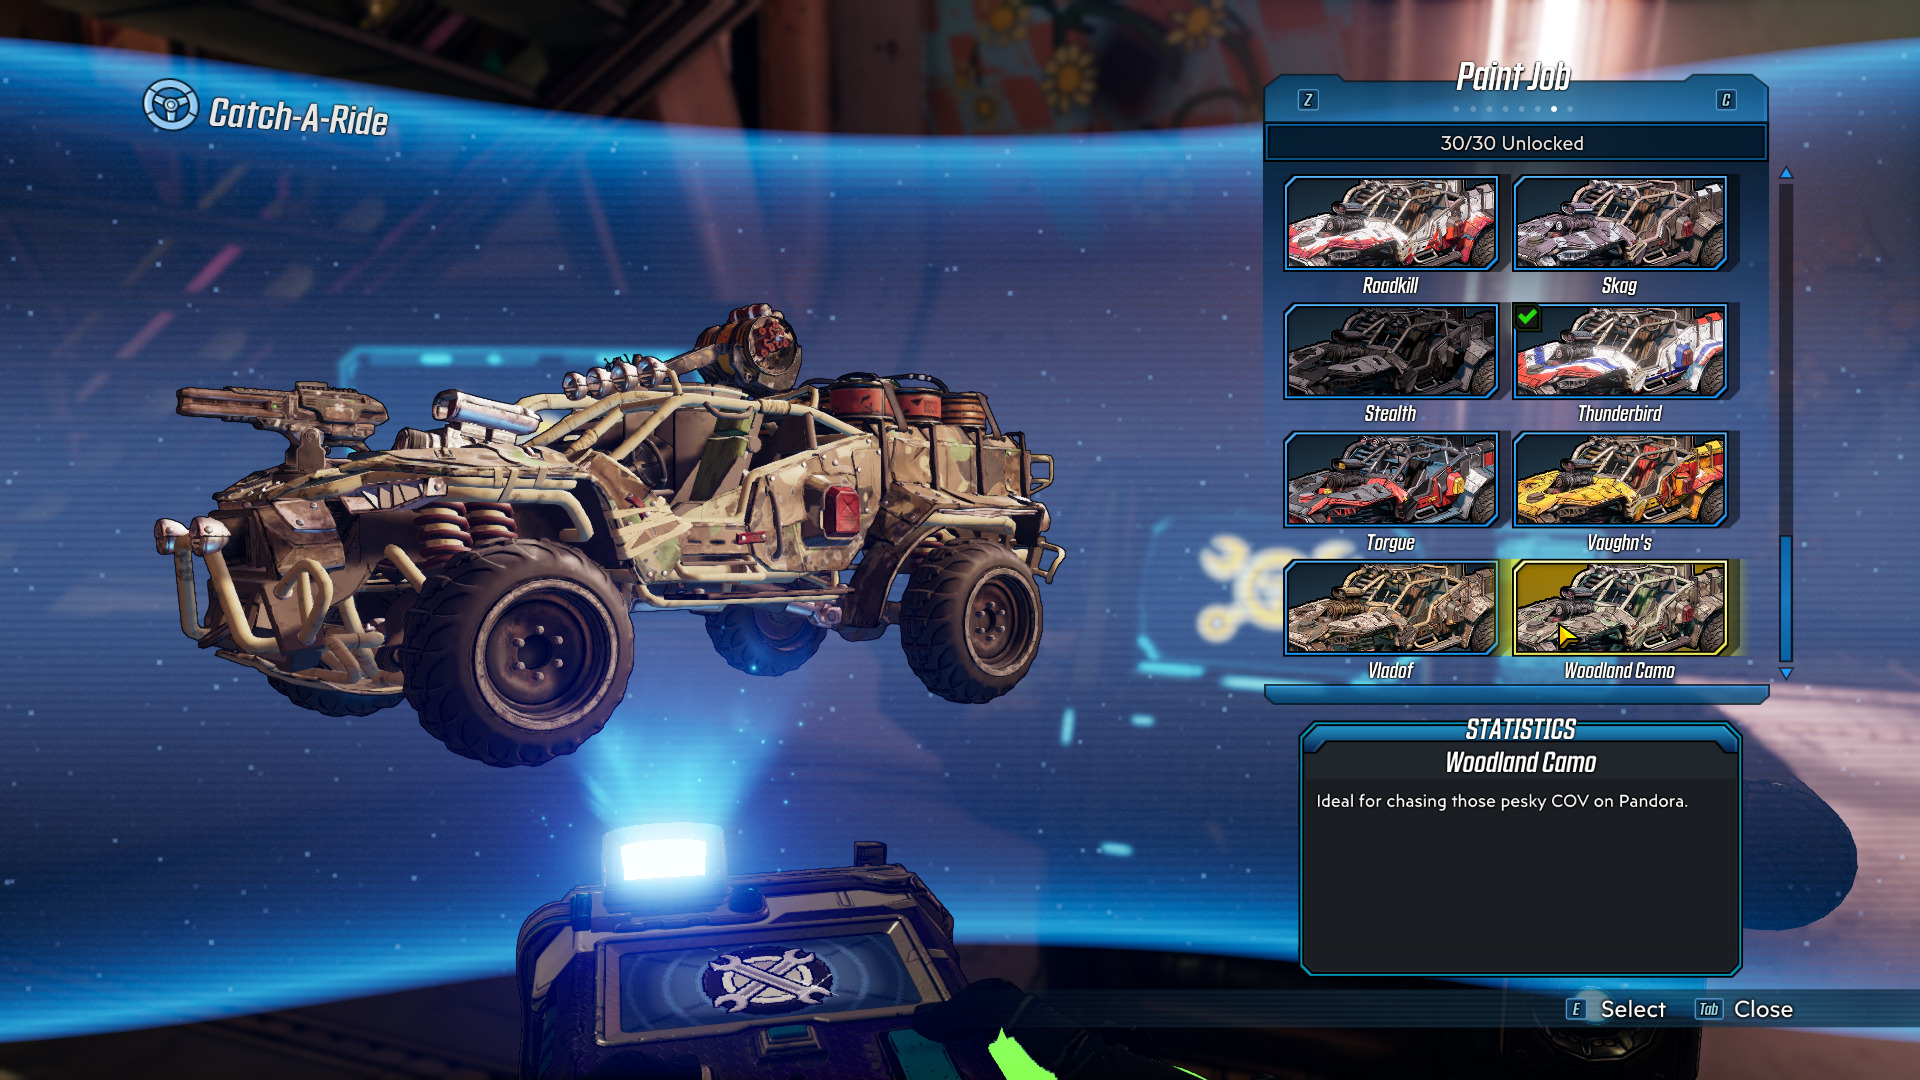 Catch-A-Ride
Paint Job
Z
C
30/30 Unlocked
Roadkill
Skag
Stealth
Thunderbird
Torgue
Vaughn's
Vladof
Woodland Camo
STATISTICS
Woodland Camo
Ideal for chasing those pesky COV on Pandora.
E Select Tab Close